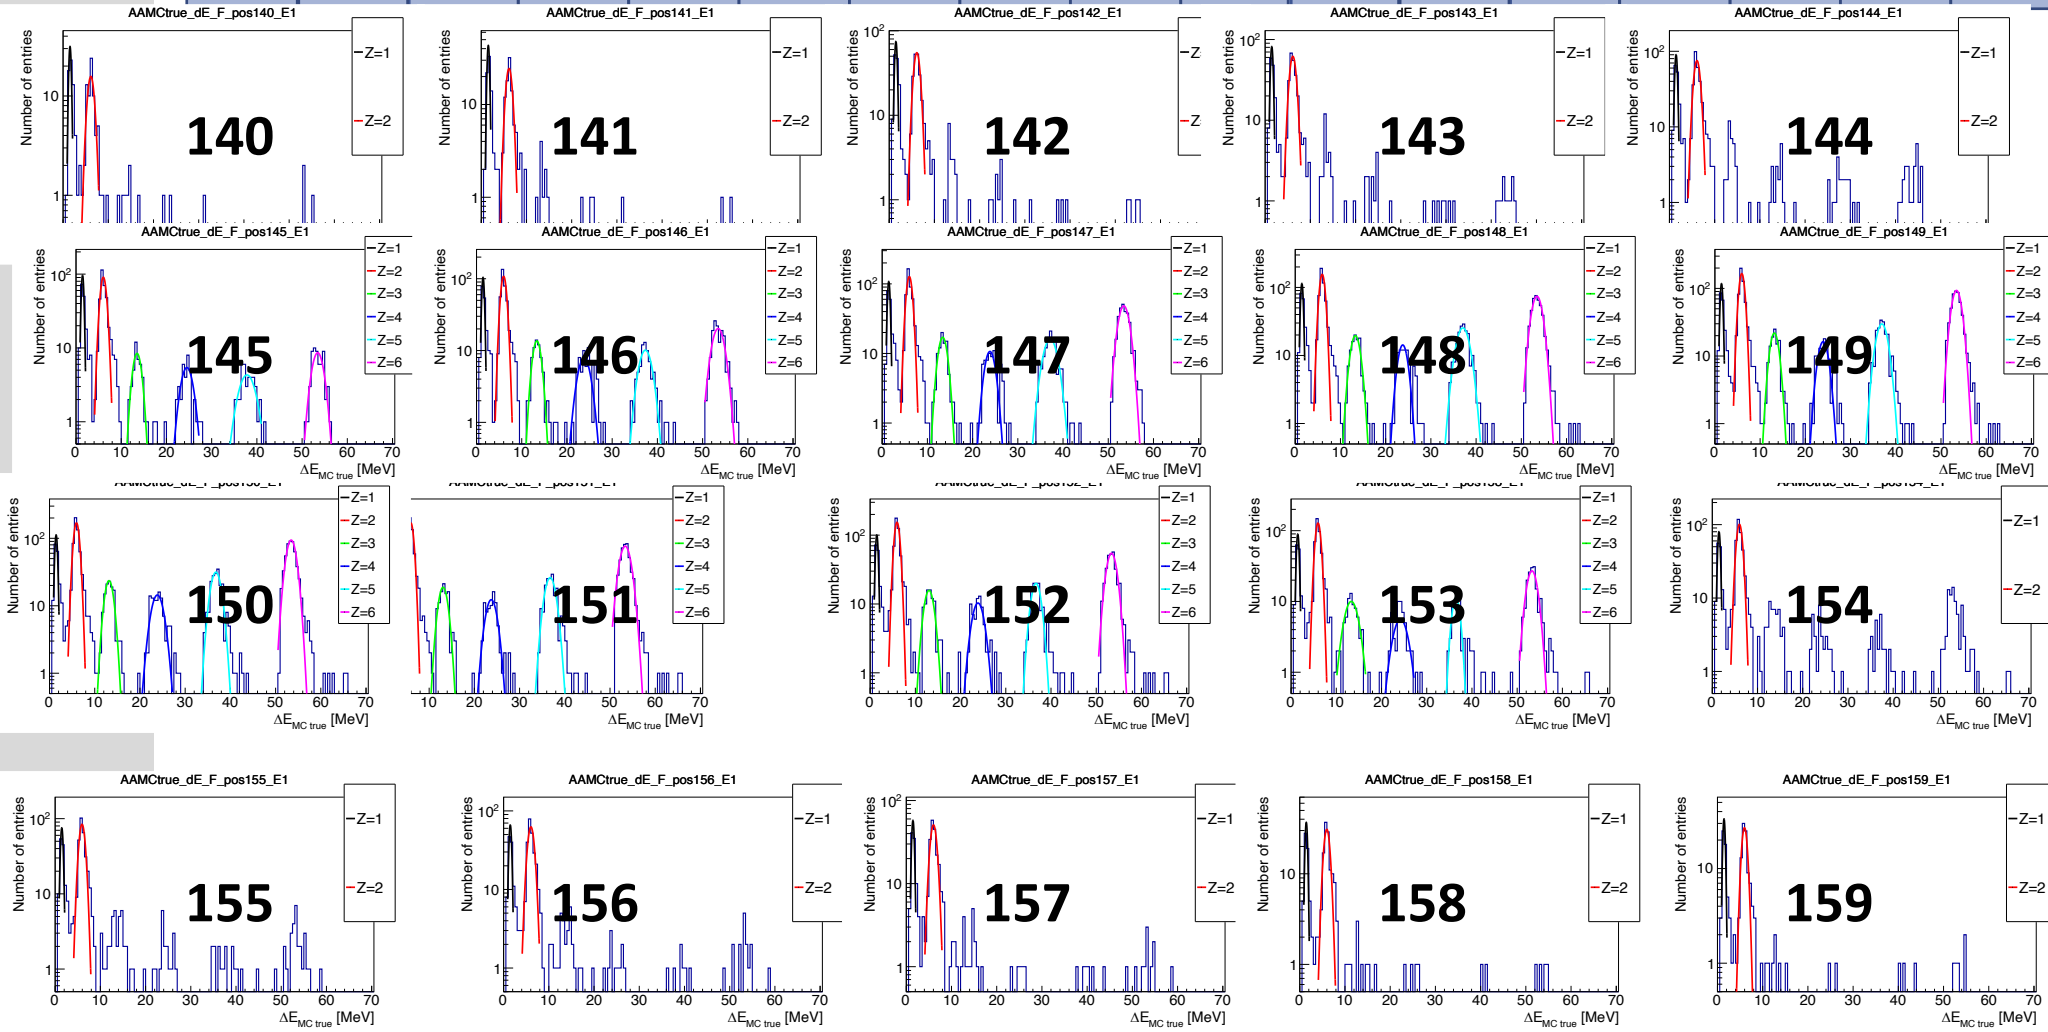 AAMCtrue_dE_F_pos140_E1
Number of entries
10
1
Z=1
Z=2
140
AAMCtrue_dE_F_pos141_E1
Number of entries
10
1
Z=1
Z=2
141
AAMCtrue_dE_F_pos142_E1
Number of entries
10²
10
1
Z
Z
142
AAMCtrue_dE_F_pos143_E1
Number of entries
10²
10
1
Z=1
Z=2
143
AAMCtrue_dE_F_pos144_E1
Number of entries
10²
10
1
Z=1
Z=2
144
AAMCtrue_dE_F_pos145_E1
Number of entries
10²
10
1
Z=1
Z=2
Z=3
Z=4
Z=5
Z=6
145
0 10 20 30 40 50 60 70
ΔE_MC true [MeV]
AAMCtrue_dE_F_pos146_E1
Number of entries
10²
10
1
Z=1
Z=2
Z=3
Z=4
Z=5
Z=6
146
0 10 20 30 40 50 60 70
ΔE_MC true [MeV]
AAMCtrue_dE_F_pos147_E1
Number of entries
10²
10
1
Z=1
Z=2
Z=3
Z=4
Z=5
Z=6
147
0 10 20 30 40 50 60 70
ΔE_MC true [MeV]
AAMCtrue_dE_F_pos148_E1
Number of entries
10²
10
1
Z=1
Z=2
Z=3
Z=4
Z=5
Z=6
148
0 10 20 30 40 50 60 70
ΔE_MC true [MeV]
AAMCtrue_dE_F_pos149_E1
Number of entries
10²
10
1
Z=1
Z=2
Z=3
Z=4
Z=5
Z=6
149
0 10 20 30 40 50 60 70
ΔE_MC true [MeV]
Number of entries
10²
10
1
Z=1
Z=2
Z=3
Z=4
Z=5
Z=6
150
0 10 20 30 40 50 60 70
ΔE_MC true [MeV]
Z=1
Z=2
Z=3
Z=4
Z=5
Z=6
151
10 20 30 40 50 60 70
ΔE_MC true [MeV]
Number of entries
10²
10
1
Z=1
Z=2
Z=3
Z=4
Z=5
Z=6
152
0 10 20 30 40 50 60 70
ΔE_MC true [MeV]
Number of entries
10²
10
1
Z=1
Z=2
Z=3
Z=4
Z=5
Z=6
153
0 10 20 30 40 50 60 70
ΔE_MC true [MeV]
Number of entries
10²
10
1
Z=1
Z=2
154
0 10 20 30 40 50 60 70
ΔE_MC true [MeV]
AAMCtrue_dE_F_pos155_E1
Number of entries
10²
10
1
Z=1
Z=2
155
0 10 20 30 40 50 60 70
ΔE_MC true [MeV]
AAMCtrue_dE_F_pos156_E1
Number of entries
10²
10
1
Z=1
Z=2
156
0 10 20 30 40 50 60 70
ΔE_MC true [MeV]
AAMCtrue_dE_F_pos157_E1
Number of entries
10²
10
1
Z=1
Z=2
157
0 10 20 30 40 50 60 70
ΔE_MC true [MeV]
AAMCtrue_dE_F_pos158_E1
Number of entries
10
1
Z=1
Z=2
158
0 10 20 30 40 50 60 70
ΔE_MC true [MeV]
AAMCtrue_dE_F_pos159_E1
Number of entries
10
1
Z=1
Z=2
159
0 10 20 30 40 50 60 70
ΔE_MC true [MeV]